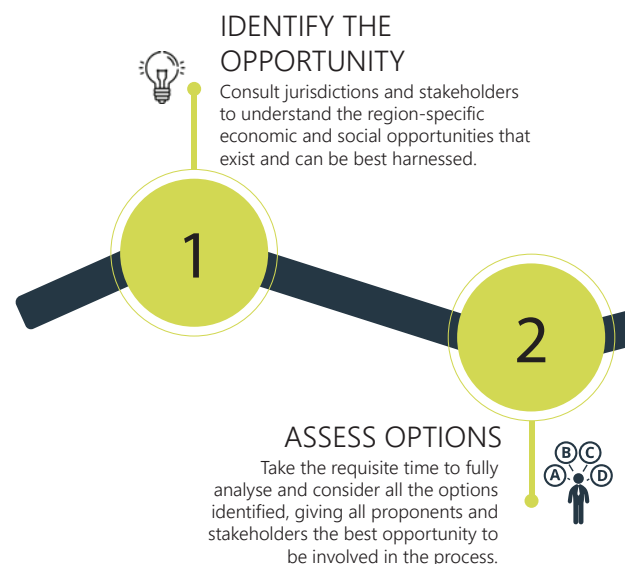 IDENTIFY THE
OPPORTUNITY
Consult jurisdictions and stakeholders
to understand the region-specific
economic and social opportunities that
exist and can be best harnessed.
1
2
ASSESS OPTIONS
Take the requisite time to fully
analyse and consider all the options
identified, giving all proponents and
stakeholders the best opportunity to
be involved in the process.
B C
A D